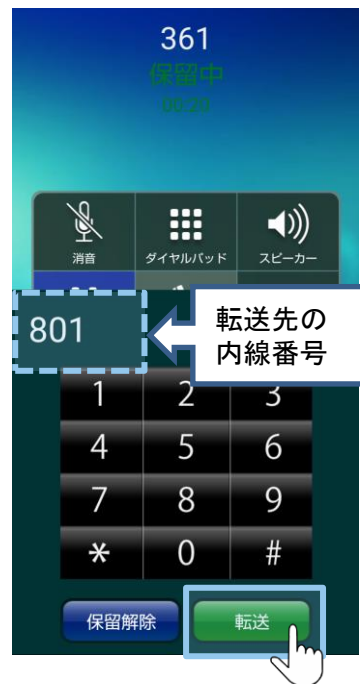 361
保留中
00:20
消音 ダイヤルパッド スピーカー
801
転送先の
内線番号
1 2 3
4 5 6
7 8 9
* 0 #
保留解除 転送